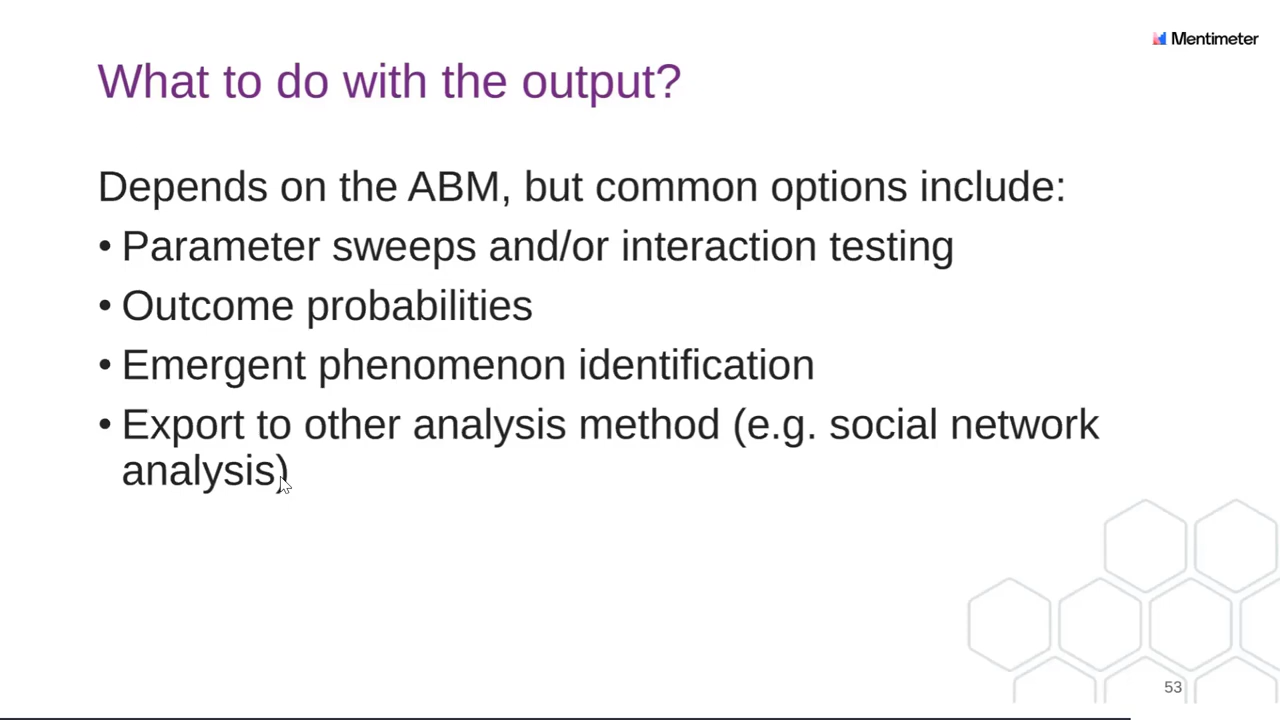 Mentimeter
What to do with the output?
Depends on the ABM, but common options include:
• Parameter sweeps and/or interaction testing
• Outcome probabilities
• Emergent phenomenon identification
• Export to other analysis method (e.g. social network
analysis)
53